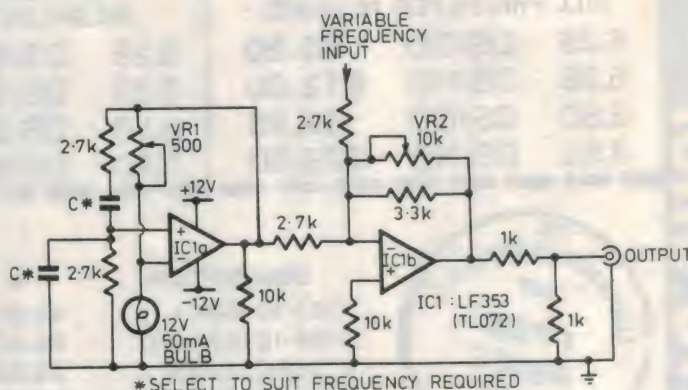 VARIABLE
FREQUENCY
INPUT
2·7k
VR1
500
2·7k
VR2
10k
C*
+12V
3·3k
2·7k
+
IC1a
−
−
IC1b
+
1k
OUTPUT
C*
2·7k
-12V
10k
10k
IC1 : LF353
(TL072)
1k
12V
50mA
BULB
*SELECT TO SUIT FREQUENCY REQUIRED